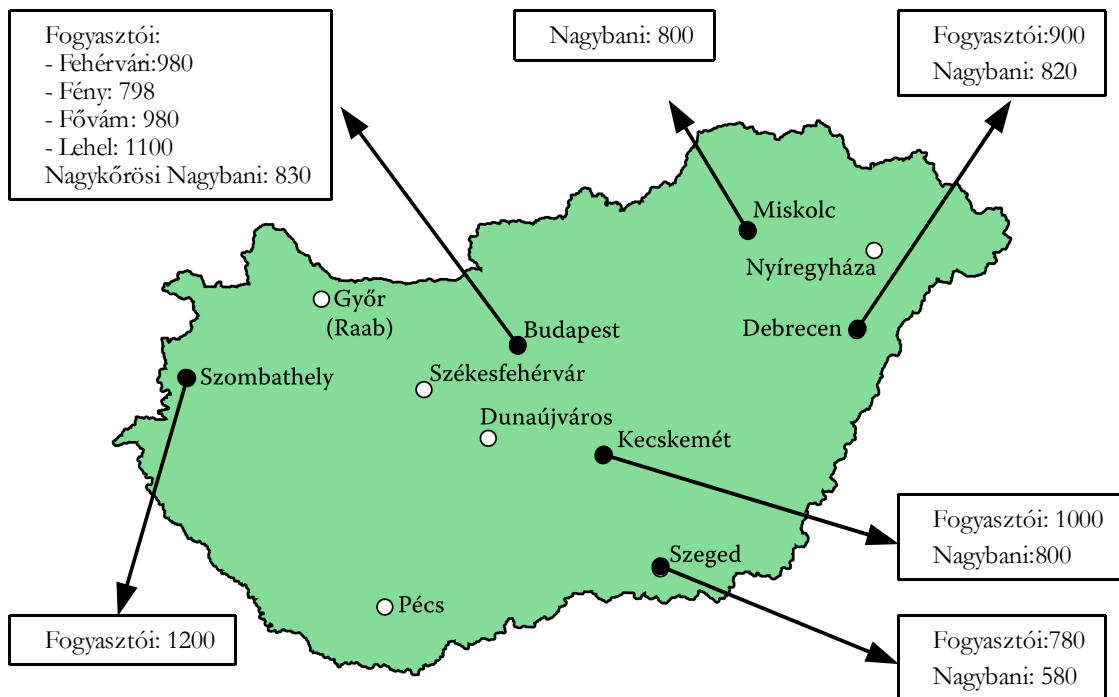 Fogyasztói:
- Fehérvári:980
- Fény: 798
- Fővám: 980
- Lehel: 1100
Nagykőrösi Nagybani: 830
Nagybani: 800
Fogyasztói:900
Nagybani: 820
Miskolc
Nyíregyháza
Győr
(Raab)
Budapest
Debrecen
Szombathely
Székesfehérvár
Dunaújváros
Kecskemét
Fogyasztói: 1000
Nagybani:800
Szeged
Pécs
Fogyasztói: 1200
Fogyasztói:780
Nagybani: 580